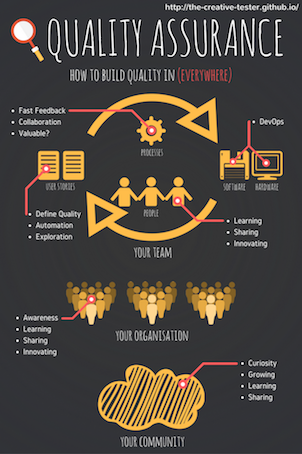 http://the-creative-tester.github.io/
QUALITY ASSURANCE
HOW TO BUILD QUALITY IN (EVERYWHERE)
Fast Feedback
Collaboration
Valuable?
DevOps
PROCESSES
USER STORIES
SOFTWARE
HARDWARE
Define Quality
Automation
Exploration
PEOPLE
Learning
Sharing
Innovating
YOUR TEAM
Awareness
Learning
Sharing
Innovating
YOUR ORGANISATION
Curiosity
Growing
Learning
Sharing
YOUR COMMUNITY